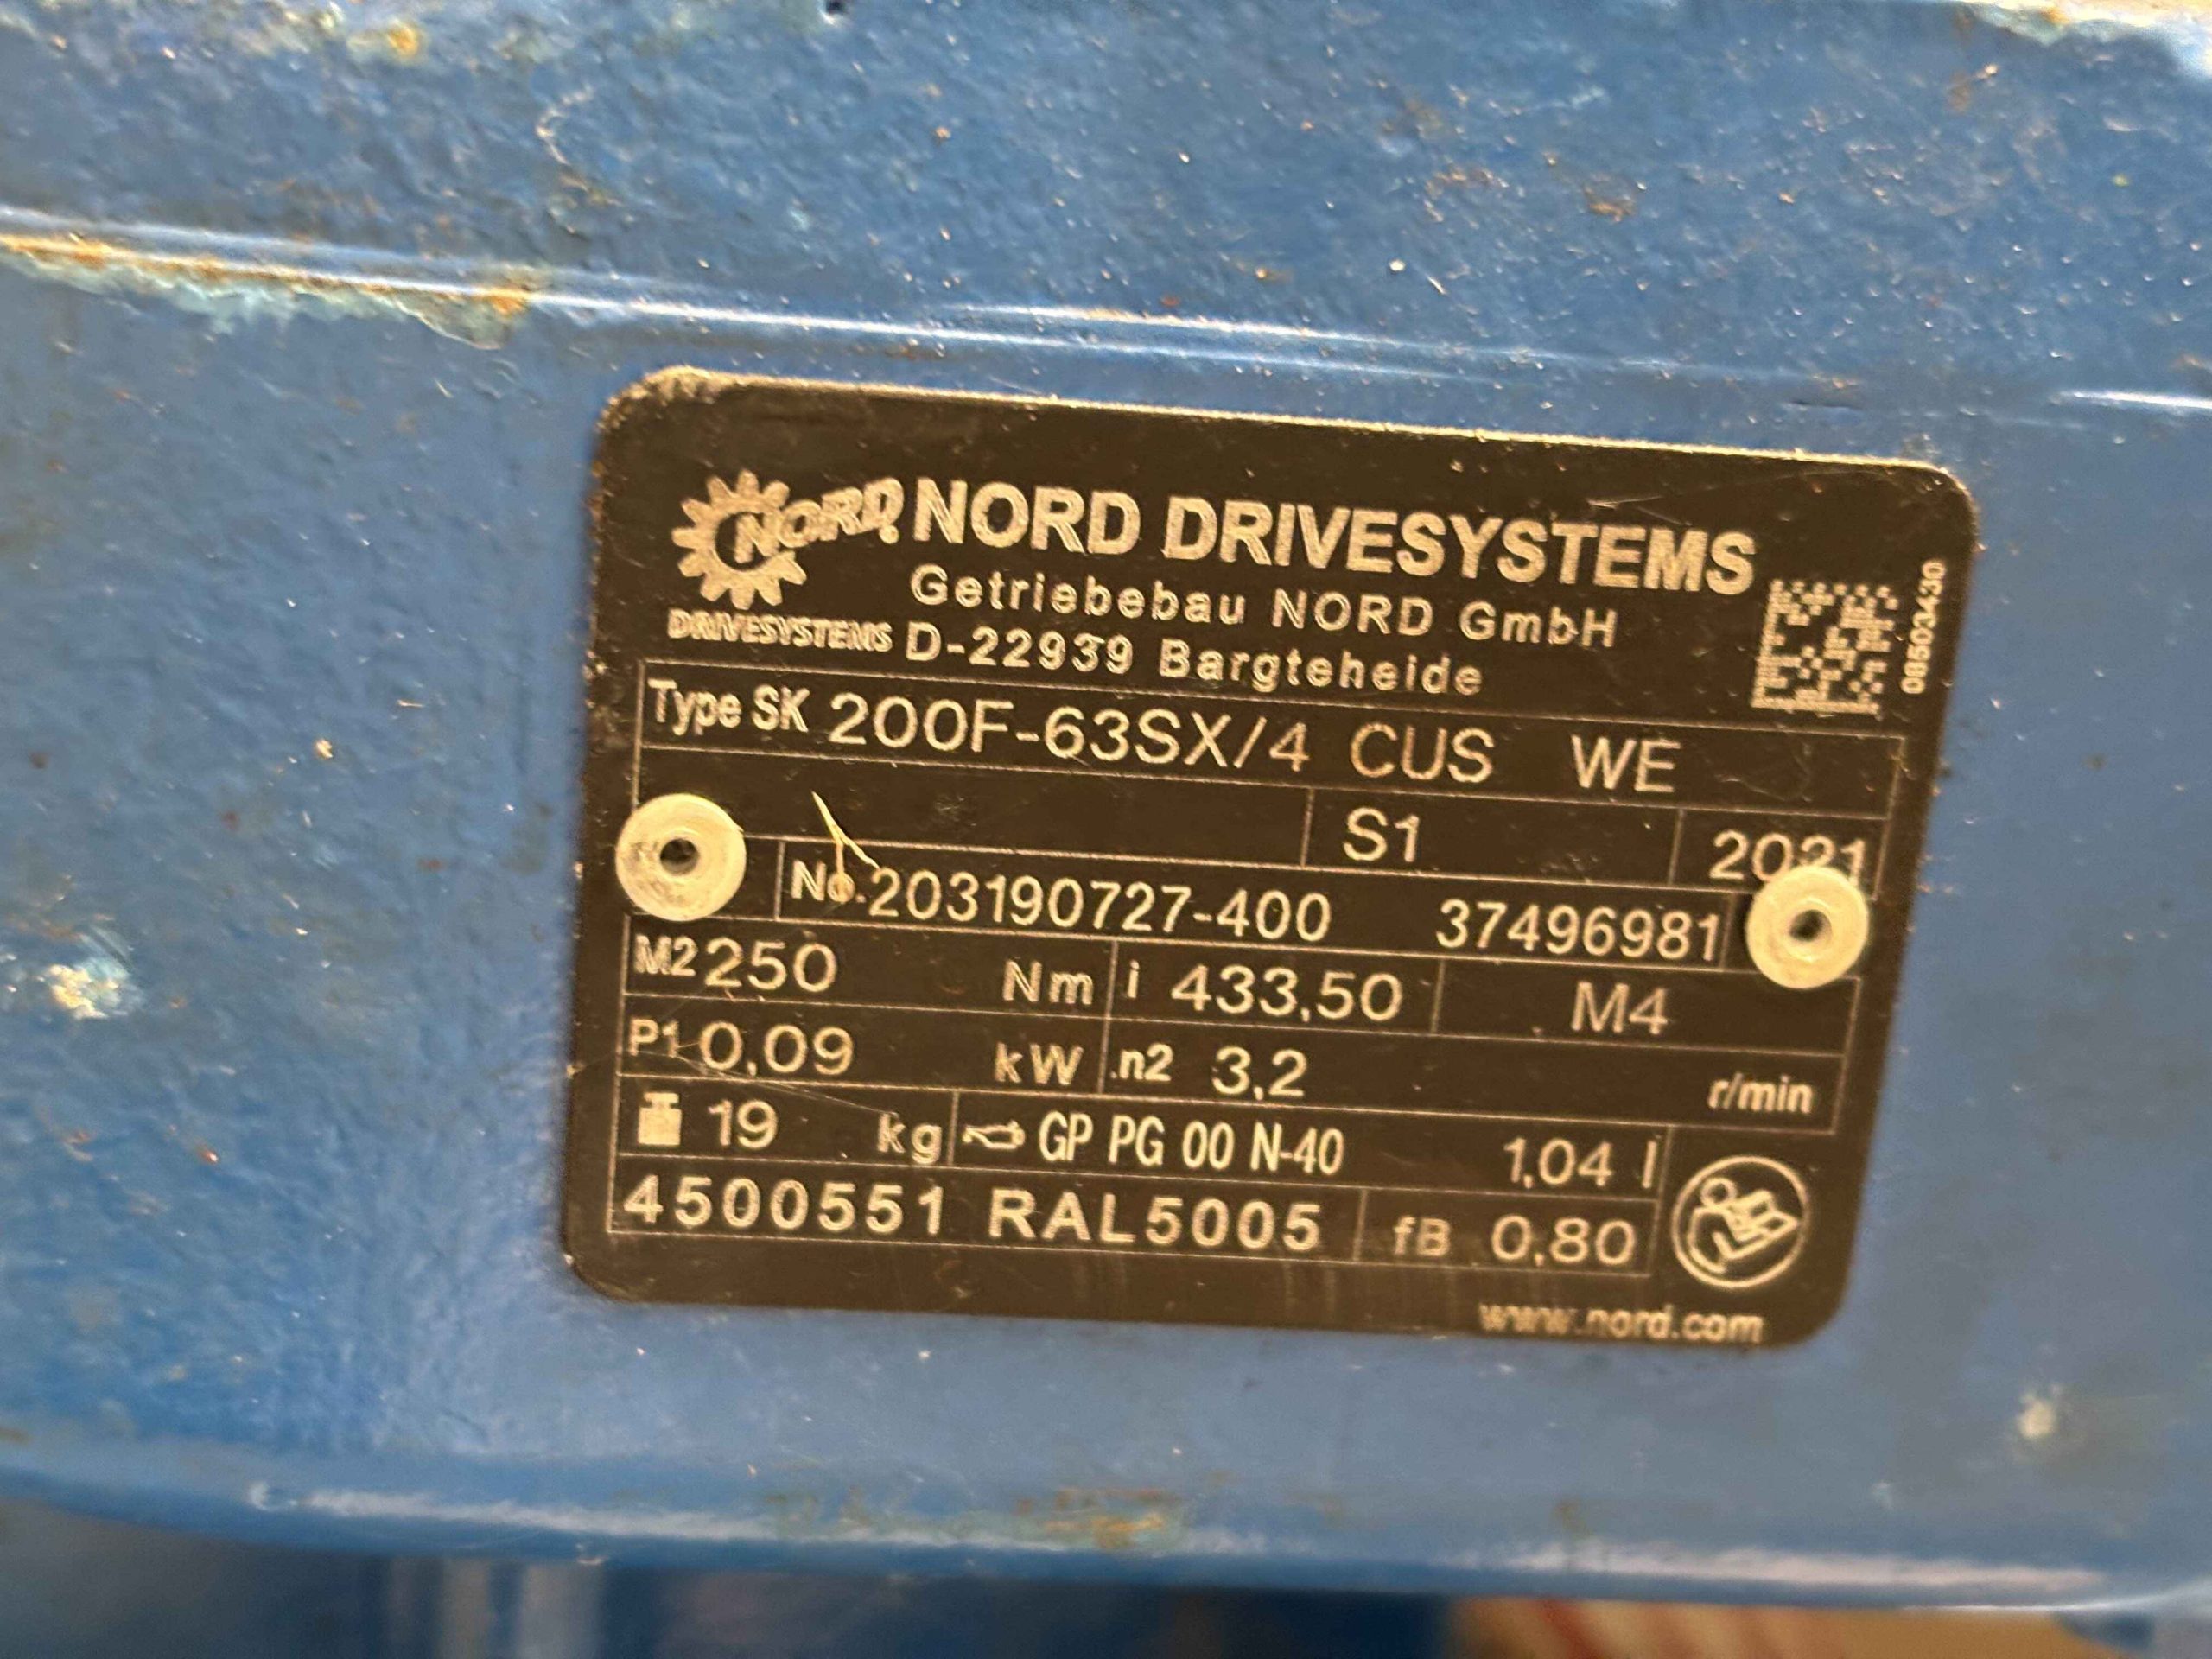 NORD NORD DRIVESYSTEMS
Getriebebau NORD GmbH
DRIVESYSTEMS D-22939 Bargteheide
08503430
Type SK 200F-63SX/4 CUS WE
S1 2021
No. 203190727-400 37496981
M2 250 Nm i 433,50 M4
P1 0,09 kW n2 3,2 r/min
19 kg GP PG 00 N-40 1,04 l
4500551 RAL5005 fB 0,80
www.nord.com